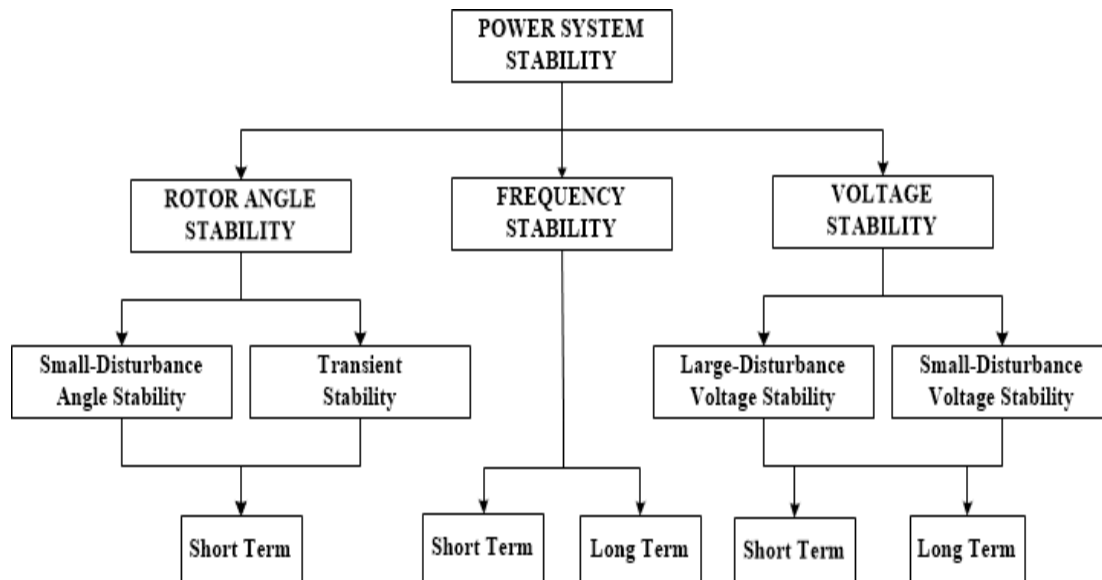 POWER SYSTEM
STABILITY
ROTOR ANGLE
STABILITY
FREQUENCY
STABILITY
VOLTAGE
STABILITY
Small-Disturbance
Angle Stability
Transient
Stability
Large-Disturbance
Voltage Stability
Small-Disturbance
Voltage Stability
Short Term
Short Term
Long Term
Short Term
Long Term